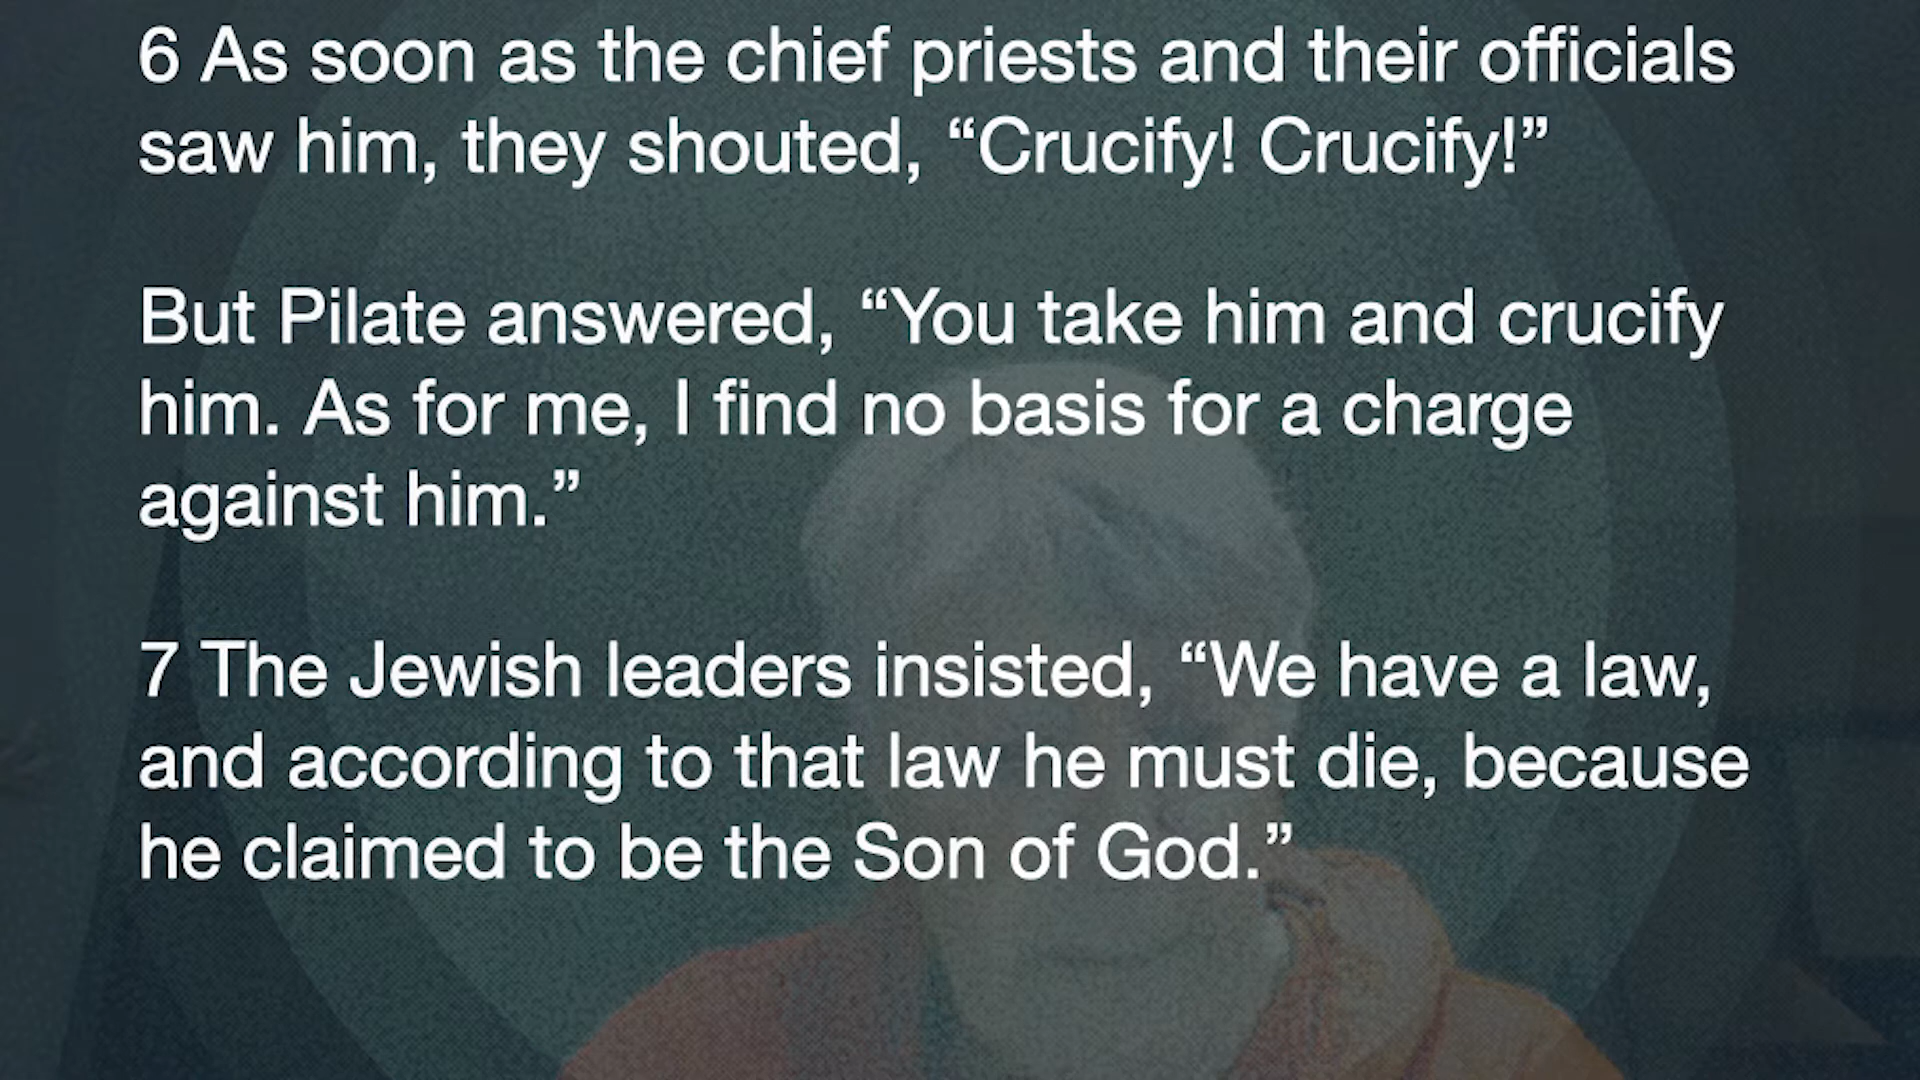 6 As soon as the chief priests and their officials
saw him, they shouted, “Crucify! Crucify!”
But Pilate answered, “You take him and crucify
him. As for me, I find no basis for a charge
against him.”
7 The Jewish leaders insisted, “We have a law,
and according to that law he must die, because
he claimed to be the Son of God.”